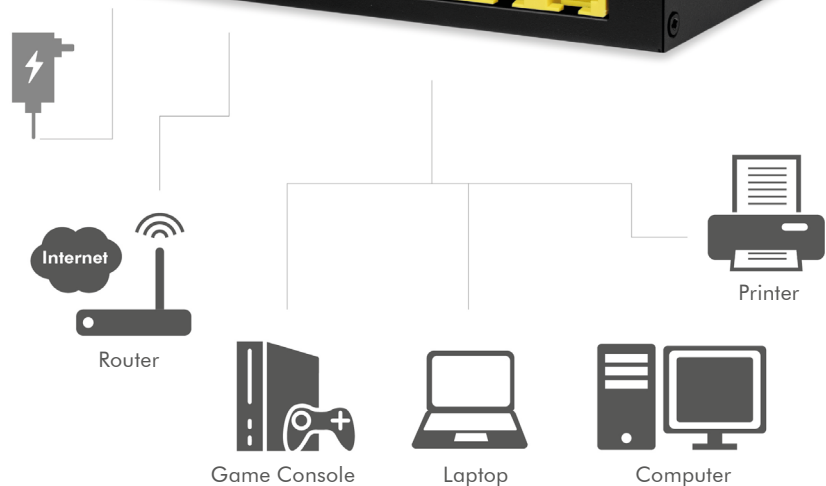 Internet
Printer
Router
Game Console
Laptop
Computer